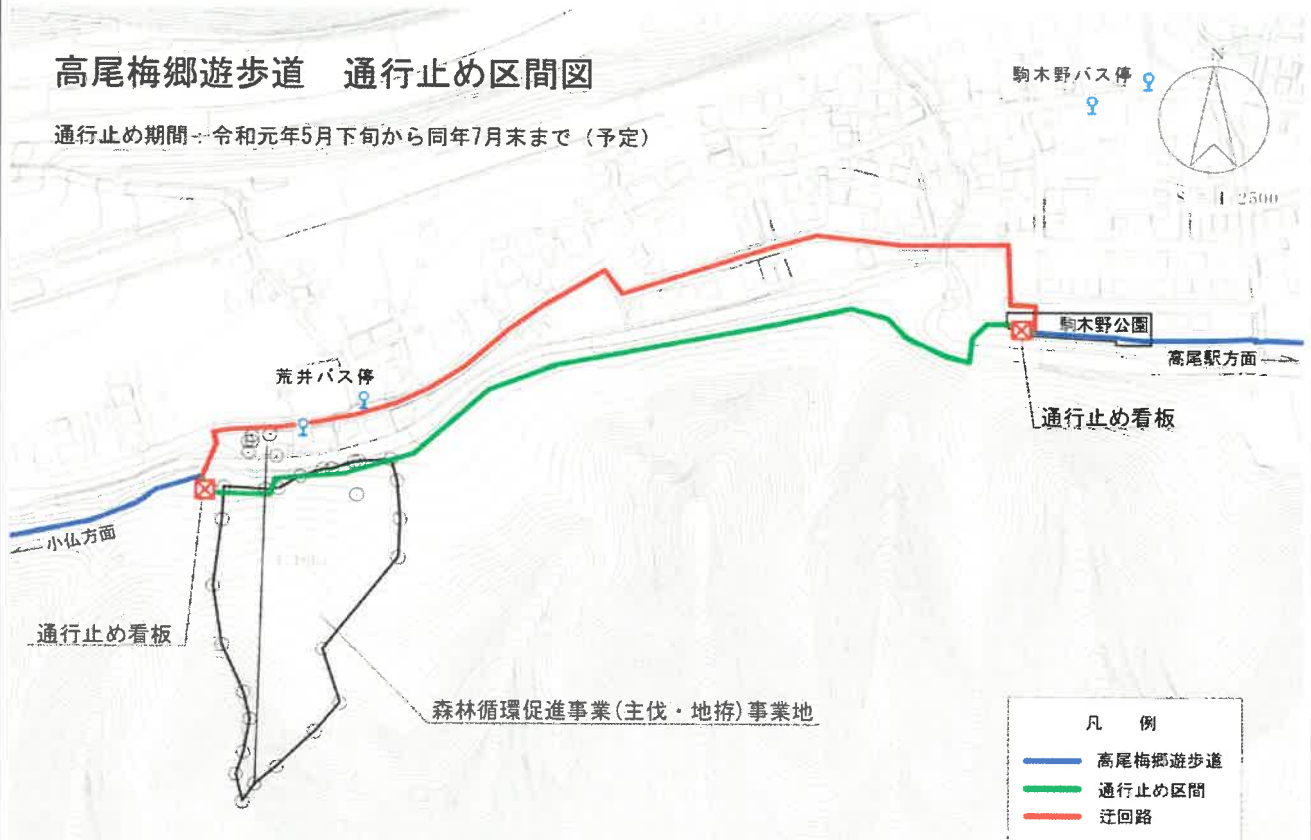 高尾梅郷遊歩道　通行止め区間図
通行止め期間：令和元年5月下旬から同年7月末まで（予定）
駒木野バス停
N
S 1:2500
駒木野公園
高尾駅方面
通行止め看板
荒井バス停
小仏方面
通行止め看板
森林循環促進事業(主伐・地拵)事業地
凡　例
高尾梅郷遊歩道
通行止め区間
迂回路